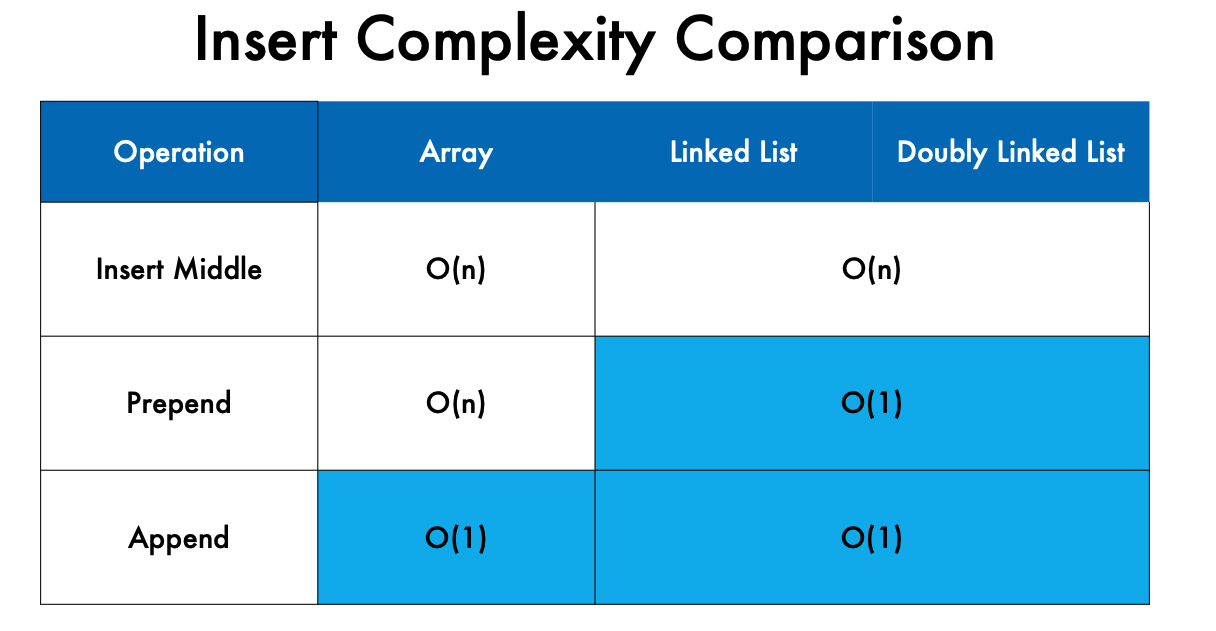 Insert Complexity Comparison
Operation Array Linked List Doubly Linked List
Insert Middle O(n) O(n)
Prepend O(n) O(1)
Append O(1) O(1)